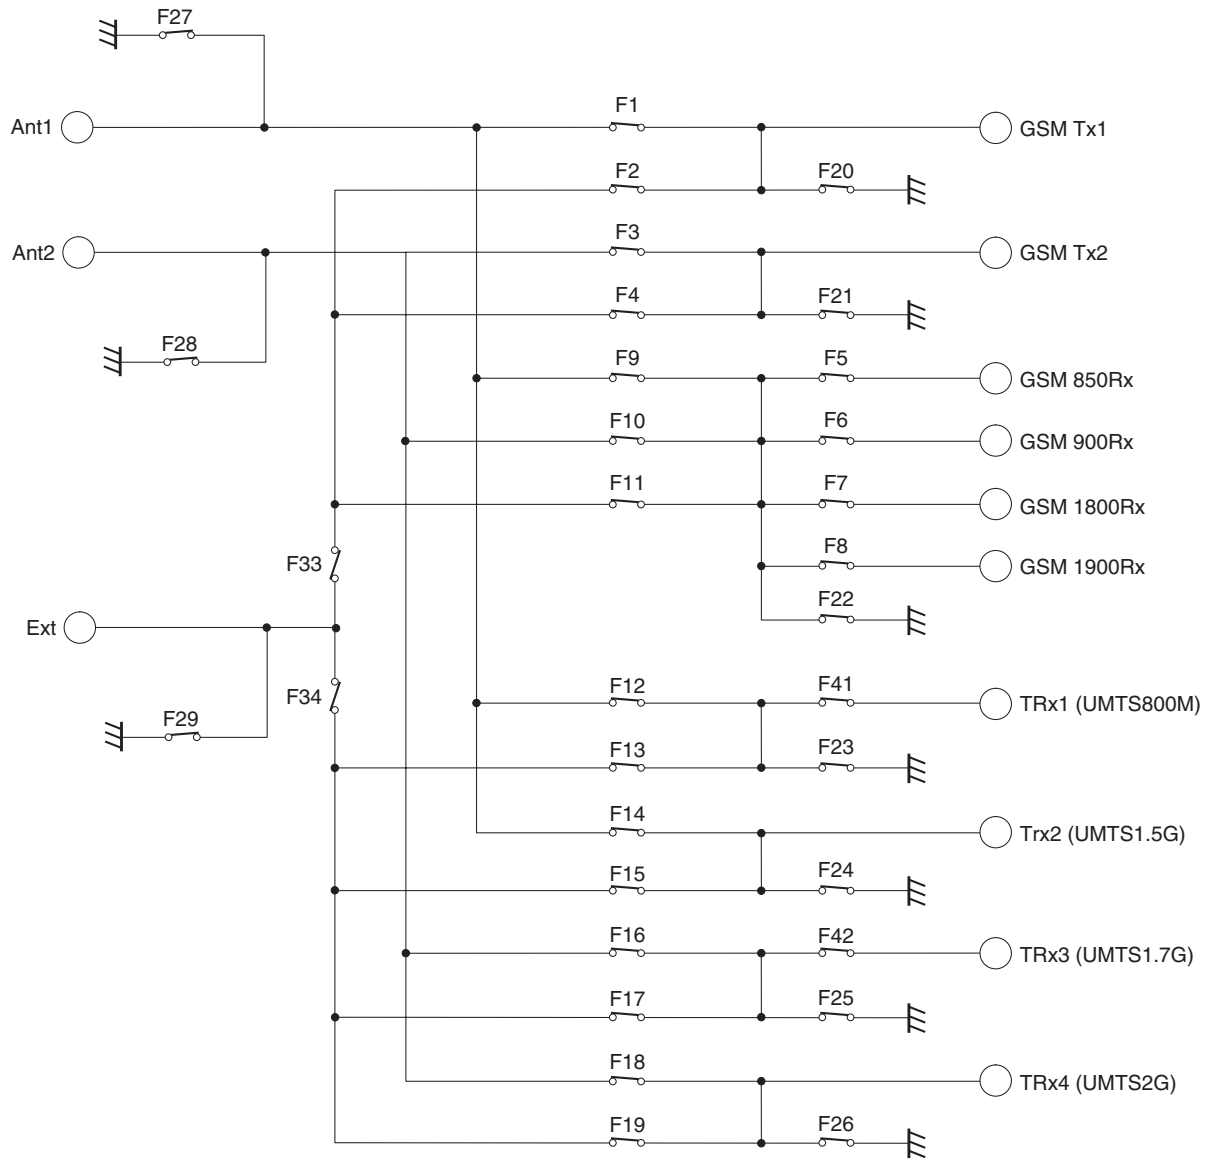 F27
Ant1
F1
GSM Tx1
F2
F20
Ant2
F3
GSM Tx2
F4
F21
F28
F9
F5
GSM 850Rx
F10
F6
GSM 900Rx
F11
F7
GSM 1800Rx
F33
F8
GSM 1900Rx
F22
Ext
F34
F12
F41
TRx1 (UMTS800M)
F29
F13
F23
F14
Trx2 (UMTS1.5G)
F15
F24
F16
F42
TRx3 (UMTS1.7G)
F17
F25
F18
TRx4 (UMTS2G)
F19
F26